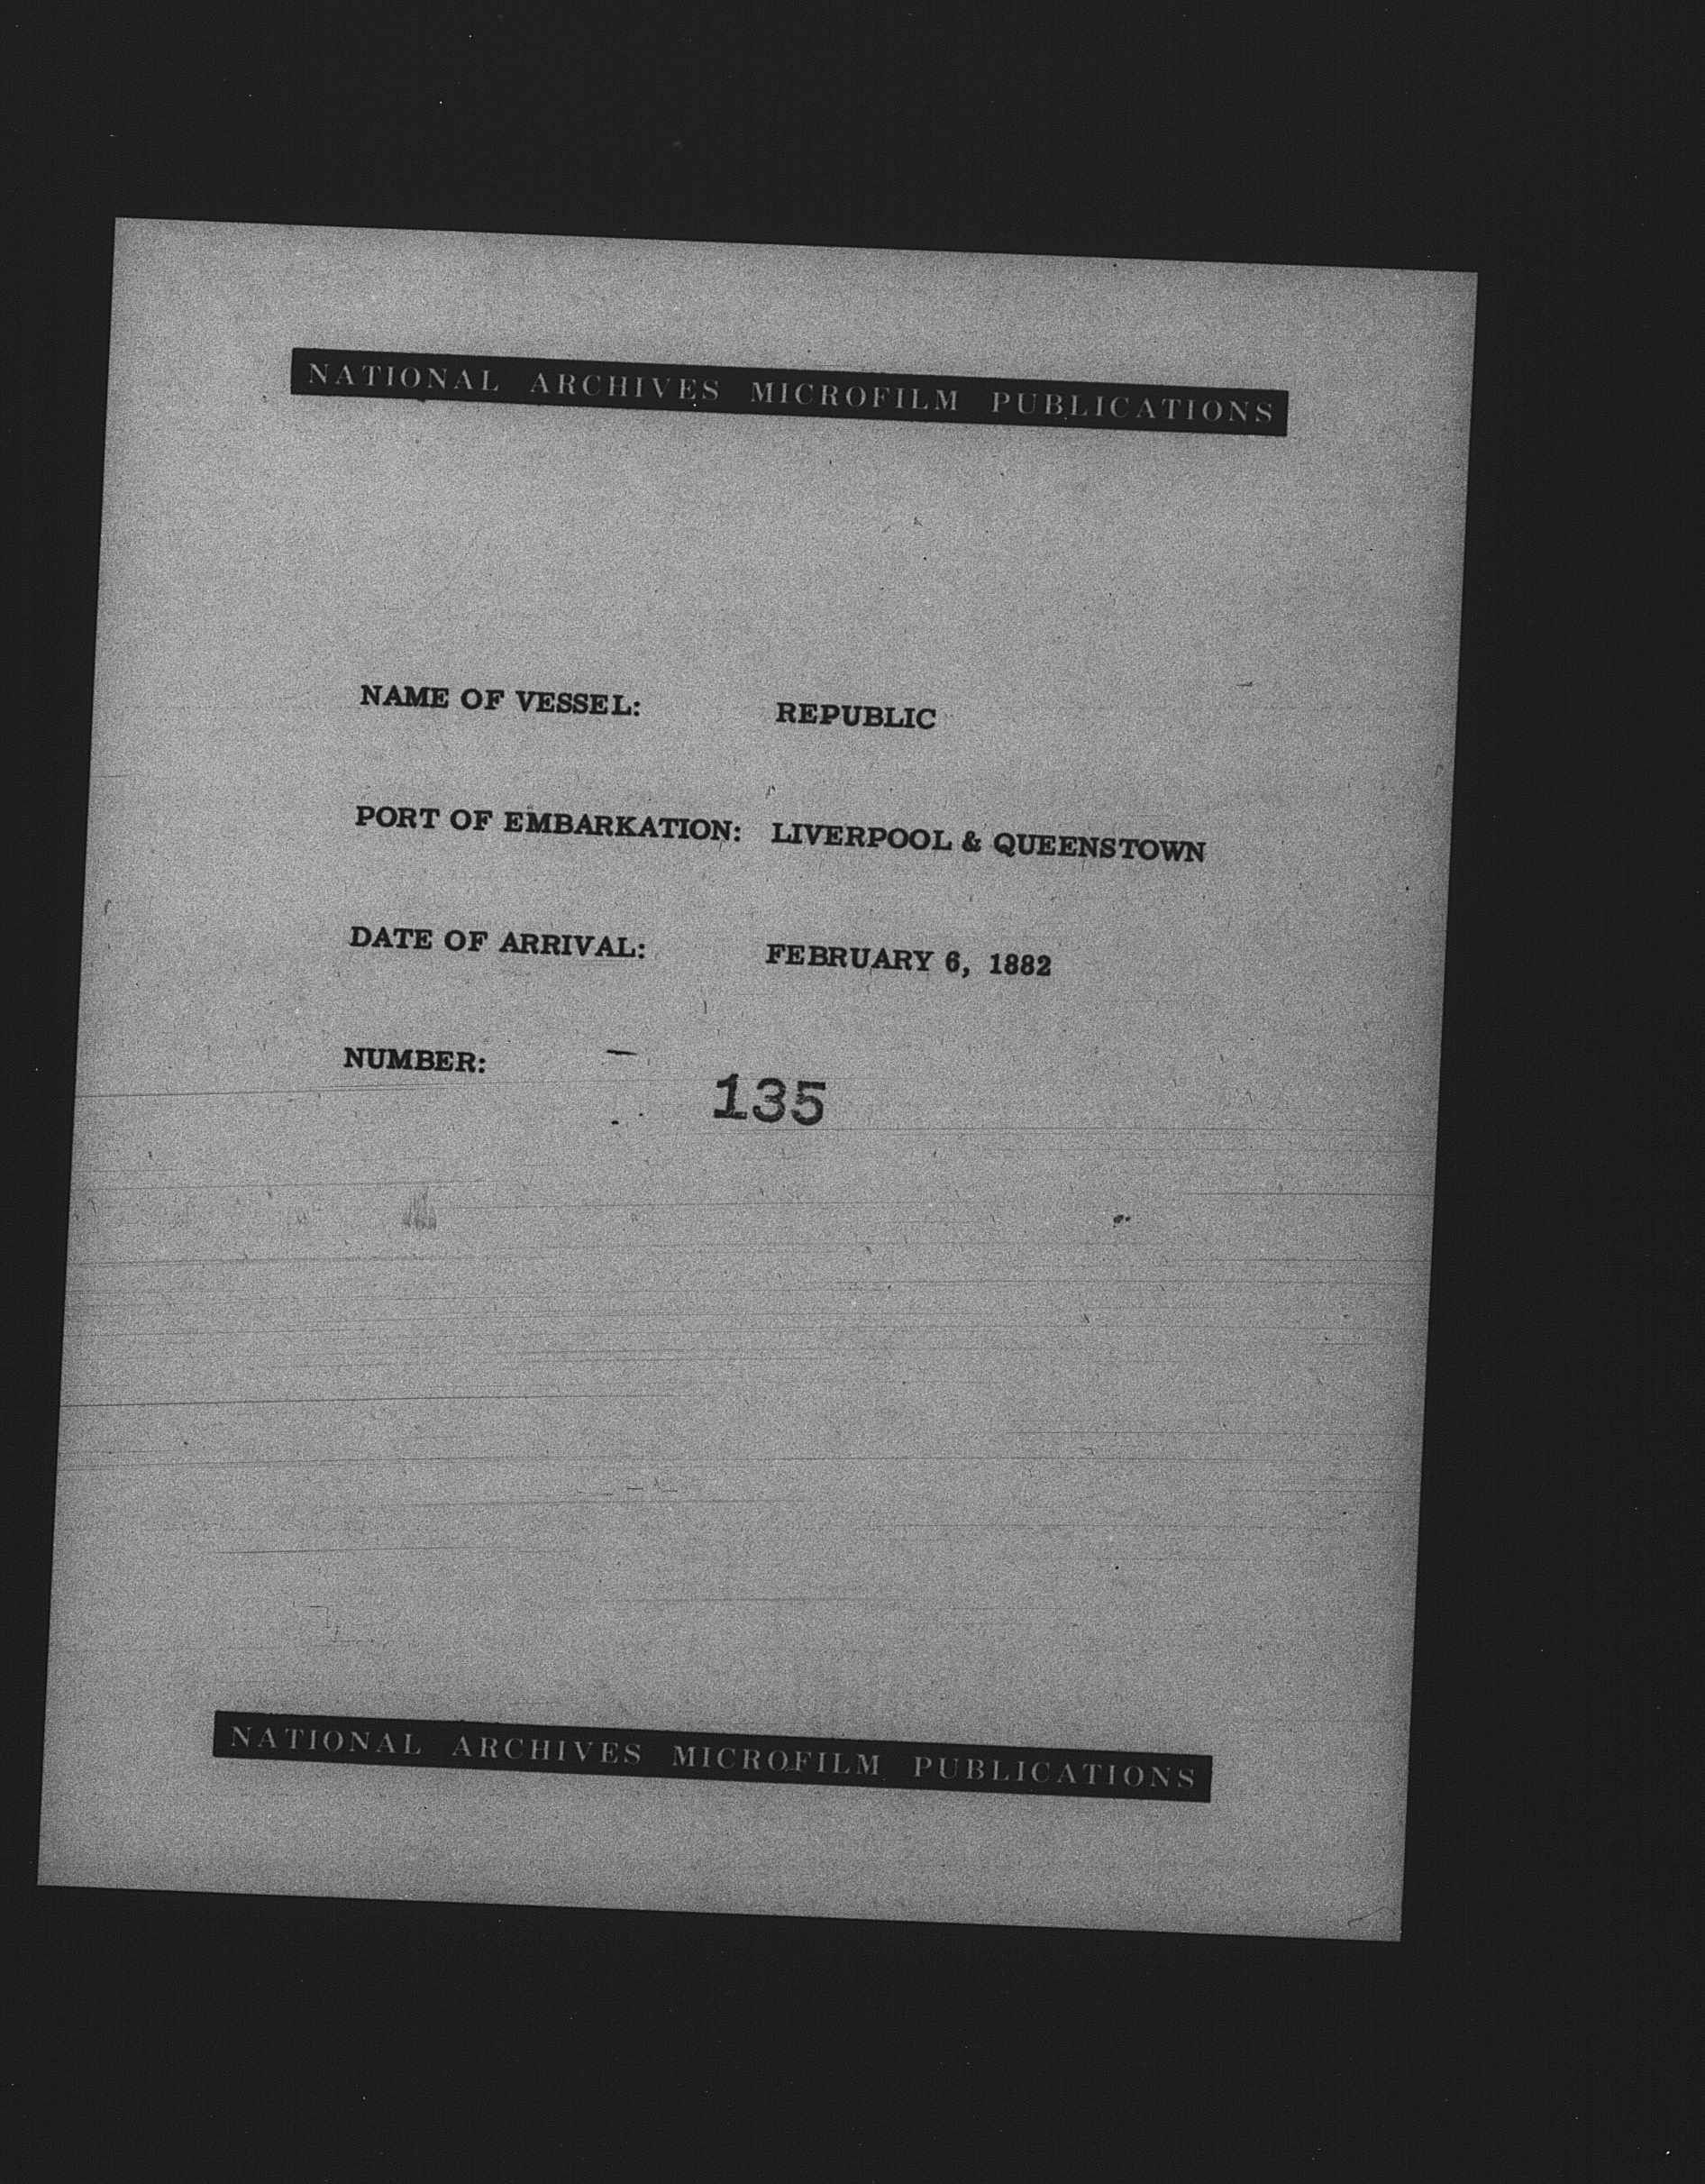 NATIONAL ARCHIVES MICROFILM PUBLICATIONS
NAME OF VESSEL: REPUBLIC
PORT OF EMBARKATION: LIVERPOOL & QUEENSTOWN
DATE OF ARRIVAL: FEBRUARY 6, 1882
NUMBER: 135
NATIONAL ARCHIVES MICROFILM PUBLICATIONS